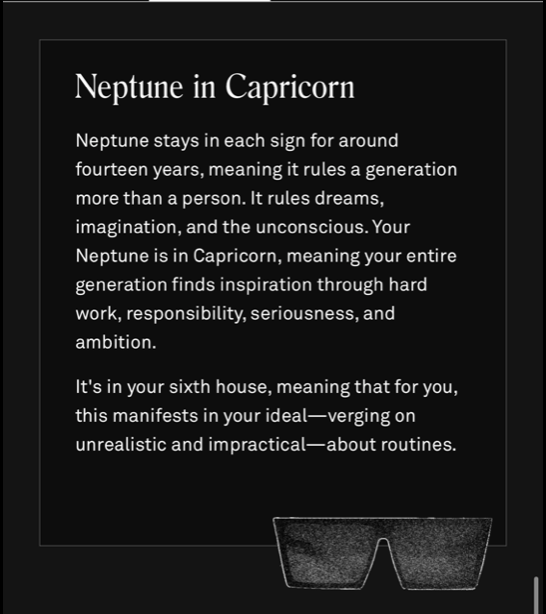 Neptune in Capricorn
Neptune stays in each sign for around
fourteen years, meaning it rules a generation
more than a person. It rules dreams,
imagination, and the unconscious. Your
Neptune is in Capricorn, meaning your entire
generation finds inspiration through hard
work, responsibility, seriousness, and
ambition.
It's in your sixth house, meaning that for you,
this manifests in your ideal—verging on
unrealistic and impractical—about routines.